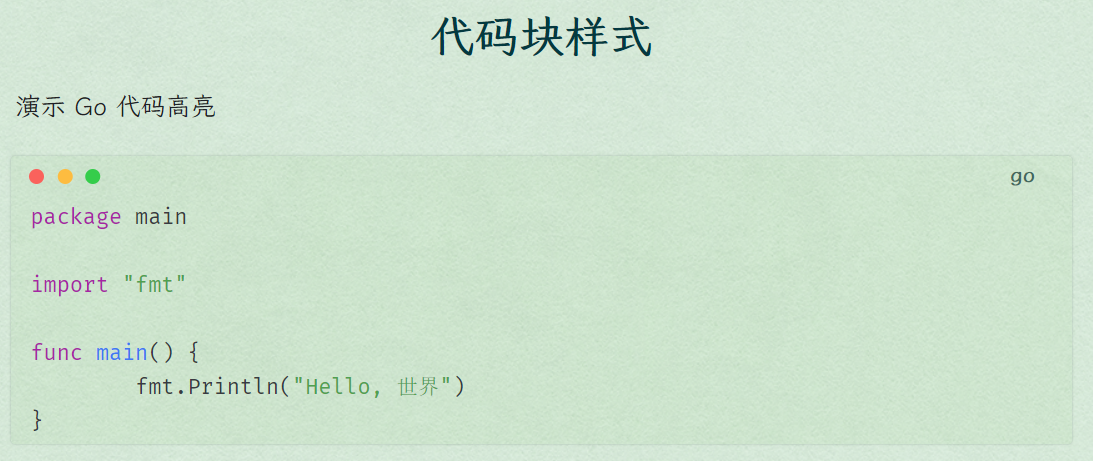 代码块样式
演示 Go 代码高亮
go
package main
import "fmt"
func main() {
        fmt.Println("Hello, 世界")
}